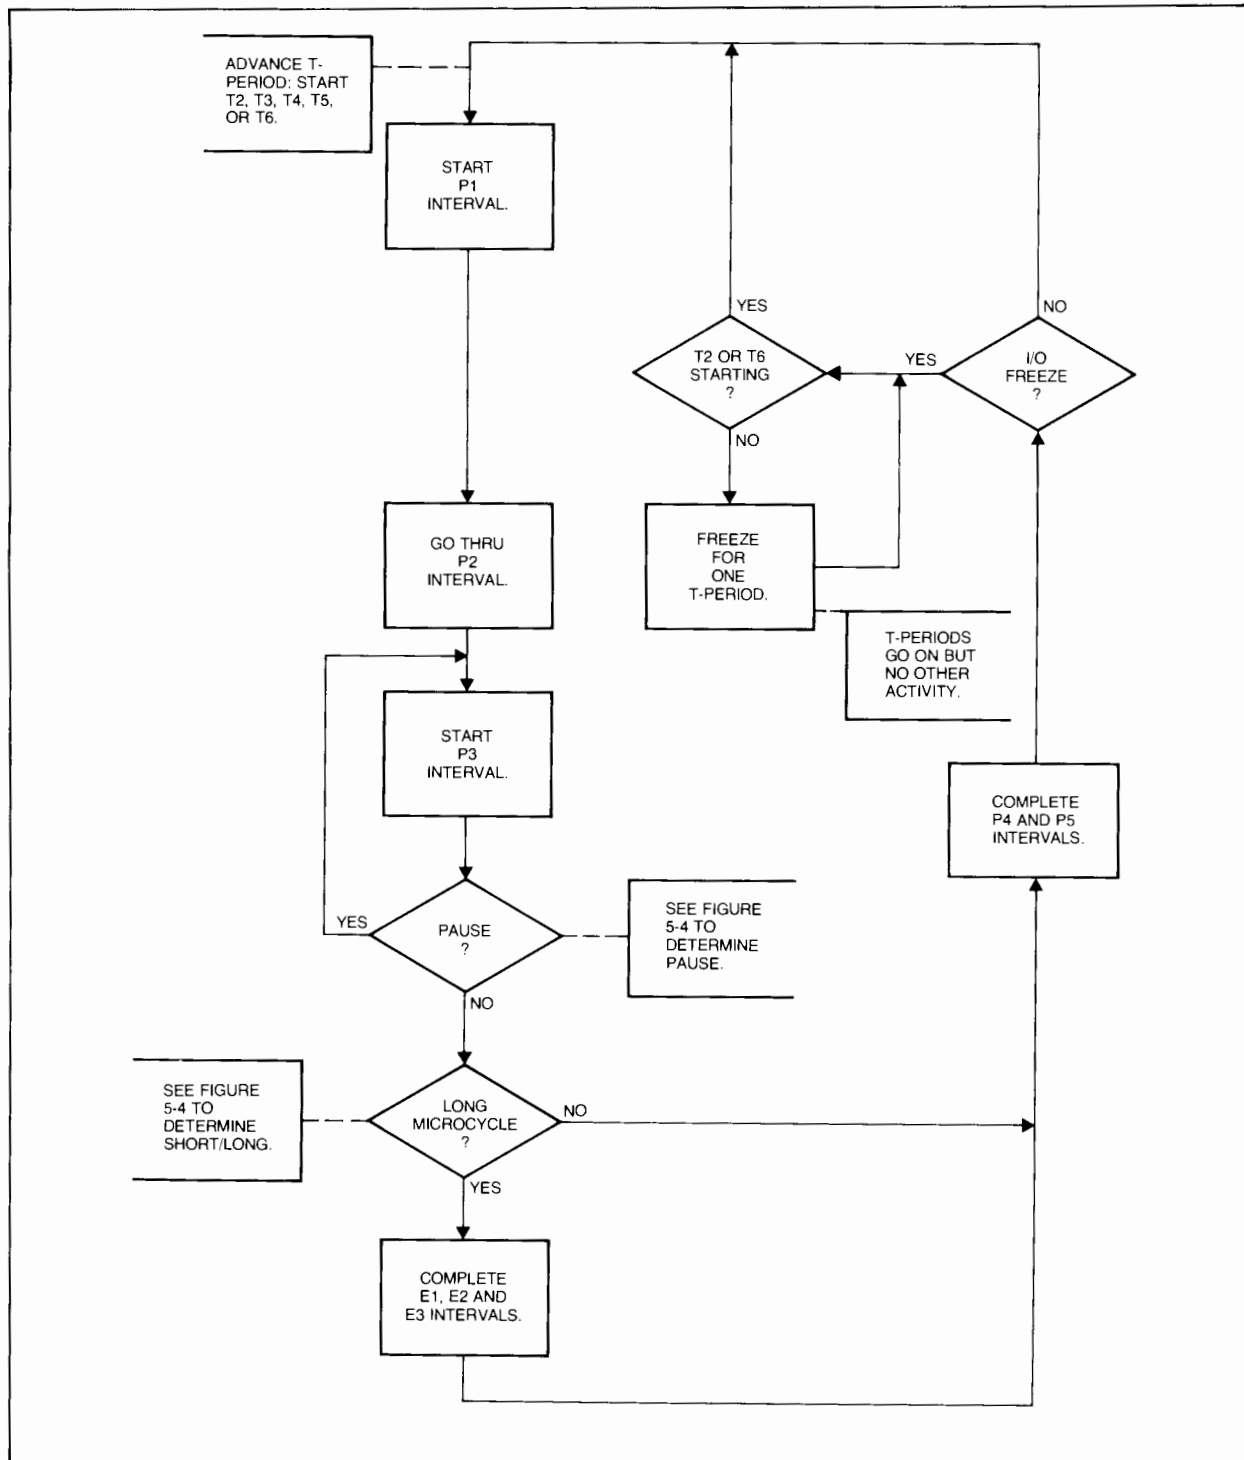 ADVANCE T-
PERIOD: START
T2, T3, T4, T5,
OR T6.
START
P1
INTERVAL.
YES
NO
T2 OR T6
STARTING
?
YES
I/O
FREEZE
?
NO
GO THRU
P2
INTERVAL.
FREEZE
FOR
ONE
T-PERIOD.
T-PERIODS
GO ON BUT
NO OTHER
ACTIVITY.
START
P3
INTERVAL.
COMPLETE
P4 AND P5
INTERVALS.
YES
PAUSE
?
SEE FIGURE
5-4 TO
DETERMINE
PAUSE.
NO
SEE FIGURE
5-4 TO
DETERMINE
SHORT/LONG.
LONG
MICROCYCLE
?
NO
YES
COMPLETE
E1, E2 AND
E3 INTERVALS.